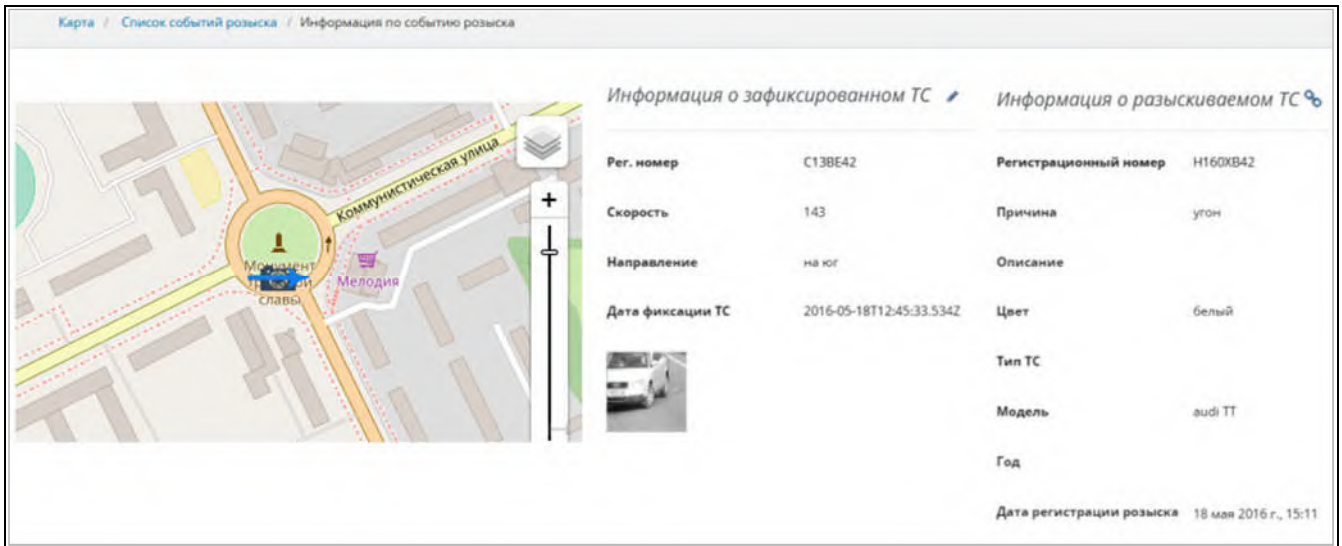 Карта / Список событий розыска / Информация по событию розыска
Коммунистическая улица
Монумент
славы
Мелодия
+
Информация о зафиксированном ТС
Рег. номер С13ВЕ42
Скорость 143
Направление на юг
Дата фиксации ТС 2016-05-18T12:45:33.534Z
Информация о разыскиваемом ТС
Регистрационный номер Н160ХВ42
Причина угон
Описание
Цвет белый
Тип ТС
Модель audi TT
Год
Дата регистрации розыска 18 мая 2016 г., 15:11